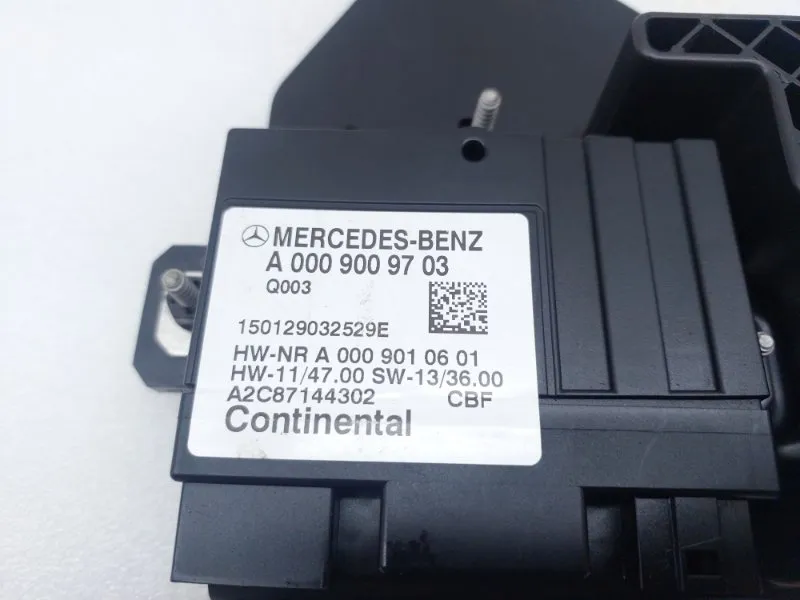 MERCEDES-BENZ
A 000 900 97 03
Q003
150129032529E
HW-NR A 000 901 06 01
HW-11/47.00 SW-13/36.00
A2C87144302 CBF
Continental